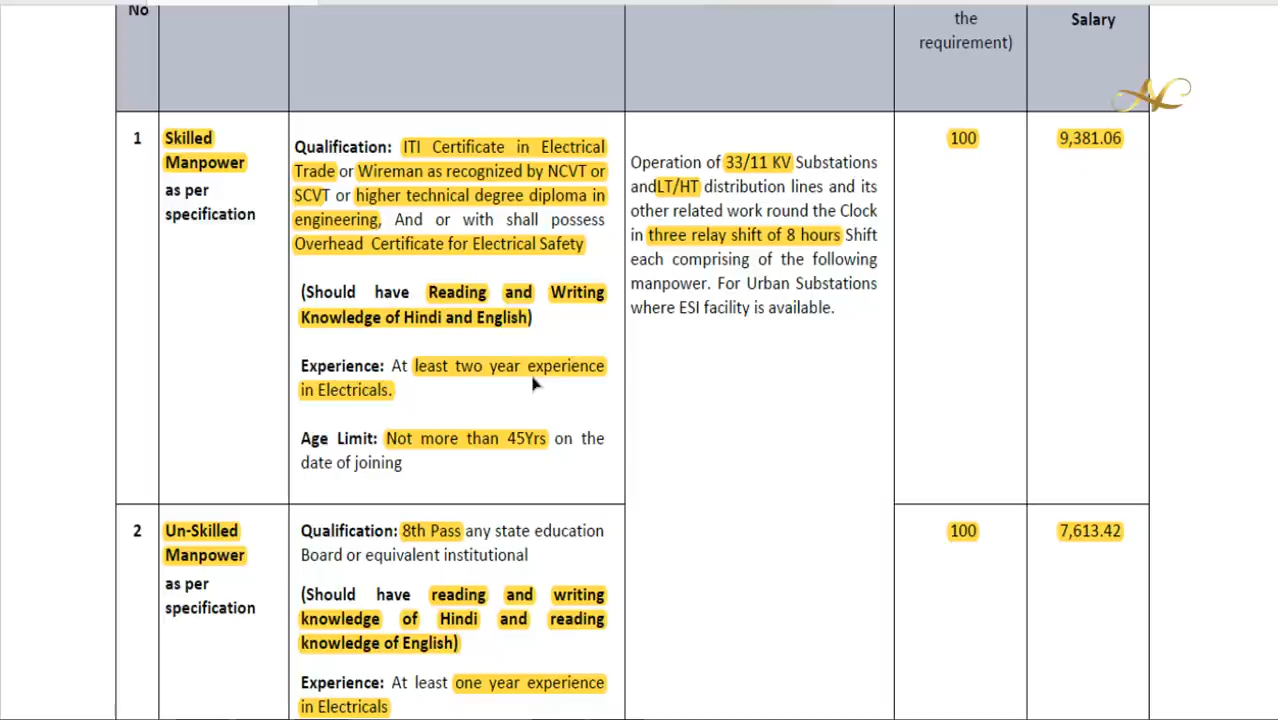 No
the
requirement)
Salary
1
Skilled
Manpower
as per
specification
Qualification: ITI Certificate in Electrical
Trade or Wireman as recognized by NCVT or
SCVT or higher technical degree diploma in
engineering, And or with shall possess
Overhead Certificate for Electrical Safety
(Should have Reading and Writing
Knowledge of Hindi and English)
Experience: At least two year experience
in Electricals.
Age Limit: Not more than 45Yrs on the
date of joining
Operation of 33/11 KV Substations
andLT/HT distribution lines and its
other related work round the Clock
in three relay shift of 8 hours Shift
each comprising of the following
manpower. For Urban Substations
where ESI facility is available.
100
9,381.06
2
Un-Skilled
Manpower
as per
specification
Qualification: 8th Pass any state education
Board or equivalent institutional
(Should have reading and writing
knowledge of Hindi and reading
knowledge of English)
Experience: At least one year experience
in Electricals
100
7,613.42